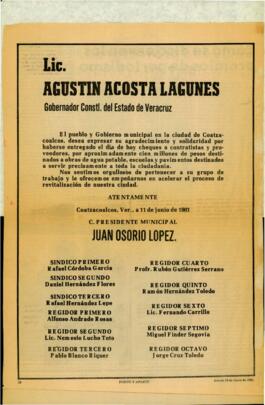 Lic.
AGUSTIN ACOSTA LAGUNES
Gobernador Constl. del Estado de Veracruz
El pueblo y Gobierno municipal en la ciudad de Coatza-
coalcos, desea expresar su agradecimiento y solidaridad por
haberse entregado el día de hoy cheques a contratistas y pro-
veedores, por aproximadamente cien millones de pesos desti-
nados a obras de agua potable, escuelas y pavimentos destinados
a servir precisamente a toda la ciudadanía.
Nos sentimos orgullosos de pertenecer a su grupo de
trabajo y le ofrecemos empeñarnos en acelerar el proceso de
revitalización de nuestra ciudad.
ATENTAMENTE
Coatzacoalcos, Ver., a 11 de junio de 1981
C. PRESIDENTE MUNICIPAL
JUAN OSORIO LOPEZ.
SINDICO PRIMERO
Rafael Córdoba García
SINDICO SEGUNDO
Daniel Hernández Flores
SINDICO TERCERO
Rafael Hernández Lope
REGIDOR PRIMERO
Alfonso Andrade Rosas
REGIDOR SEGUNDO
Lic. Nemesio Lucho Toto
REGIDOR TERCERO
Pablo Blanco Riquer
REGIDOR CUARTO
Profr. Rubén Gutiérrez Serrano
REGIDOR QUINTO
Ramón Hernández Toledo
REGIDOR SEXTO
Lic. Fernando Carrillo
REGIDOR SEPTIMO
Miguel Finder Segovia
REGIDOR OCTAVO
Jorge Cruz Toledo